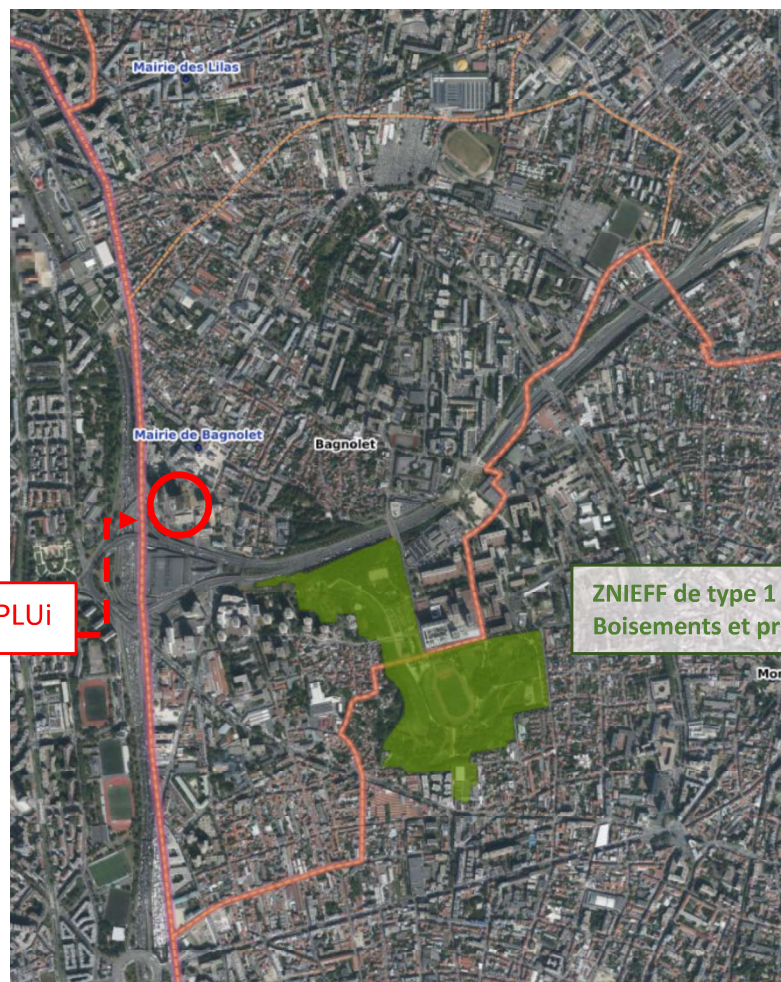 Mairie des Lilas
Mairie de Bagnolet
Bagnolet
PLUi
ZNIEFF de type 1
Boisements et pr
Mon